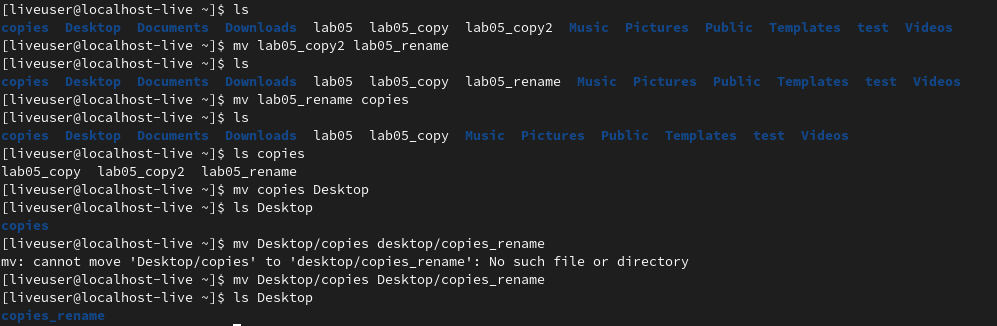 [liveuser@localhost-live ~]$ ls
copies  Desktop  Documents  Downloads  lab05  lab05_copy  lab05_copy2  Music  Pictures  Public  Templates  test  Videos
[liveuser@localhost-live ~]$ mv lab05_copy2 lab05_rename
[liveuser@localhost-live ~]$ ls
copies  Desktop  Documents  Downloads  lab05  lab05_copy  lab05_rename  Music  Pictures  Public  Templates  test  Videos
[liveuser@localhost-live ~]$ mv lab05_rename copies
[liveuser@localhost-live ~]$ ls
copies  Desktop  Documents  Downloads  lab05  lab05_copy  Music  Pictures  Public  Templates  test  Videos
[liveuser@localhost-live ~]$ ls copies
lab05_copy  lab05_copy2  lab05_rename
[liveuser@localhost-live ~]$ mv copies Desktop
[liveuser@localhost-live ~]$ ls Desktop
copies
[liveuser@localhost-live ~]$ mv Desktop/copies desktop/copies_rename
mv: cannot move 'Desktop/copies' to 'desktop/copies_rename': No such file or directory
[liveuser@localhost-live ~]$ mv Desktop/copies Desktop/copies_rename
[liveuser@localhost-live ~]$ ls Desktop
copies_rename